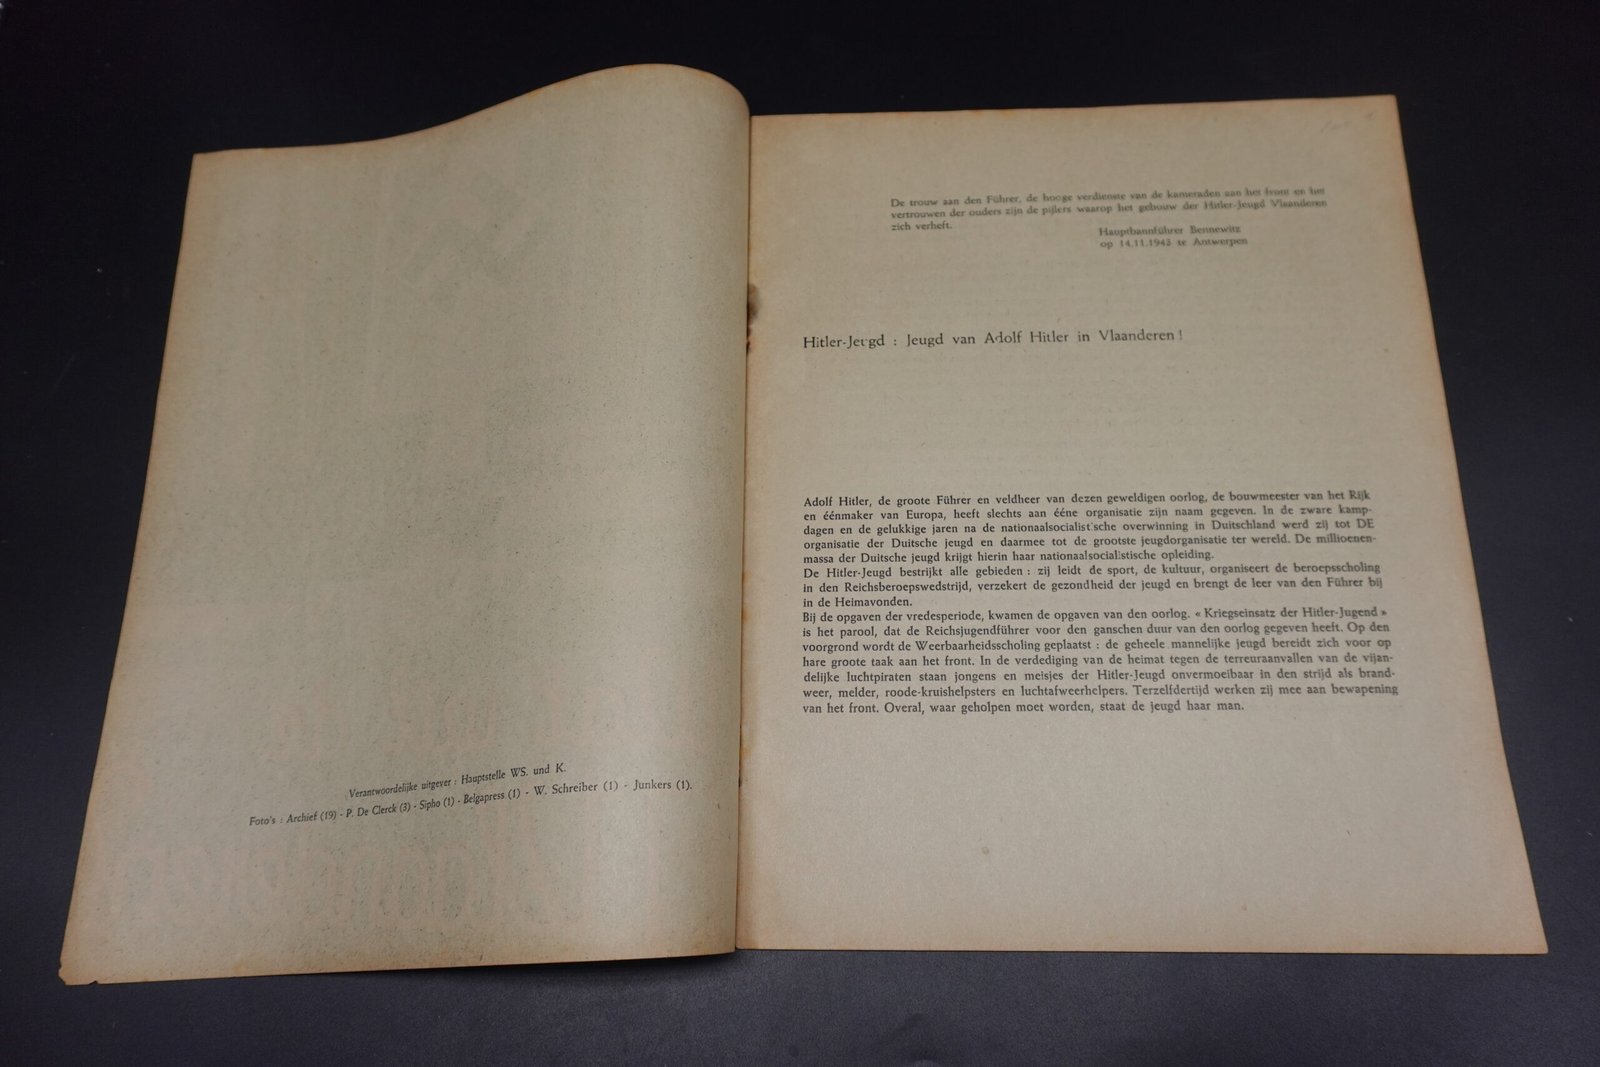 Verantwoordelijke uitgever : Hauptstelle WS. und K.
Foto's : Archief (19) - P. De Clerck (3) - Sipho (1) - Belgapress (1) - W. Schreiber (1) - Junkers (1).
De trouw aan den Führer, de hooge verdienste van de kameraden aan het front en het
vertrouwen der ouders zijn de pijlers waarop het gebouw der Hitler-Jeugd Vlaanderen
zich verheft.
Hauptbannführer Bennewitz
op 14.11.1943 te Antwerpen
Hitler-Jeugd : Jeugd van Adolf Hitler in Vlaanderen !
Adolf Hitler, de groote Führer en veldheer van dezen geweldigen oorlog, de bouwmeester van het Rijk
en éénmaker van Europa, heeft slechts aan ééne organisatie zijn naam gegeven. In de zware kamp-
dagen en de gelukkige jaren na de nationaalsocialistische overwinning in Duitschland werd zij tot DE
organisatie der Duitsche jeugd en daarmee tot de grootste jeugdorganisatie ter wereld. De millioenen-
massa der Duitsche jeugd krijgt hierin haar nationaalsocialistische opleiding.
De Hitler-Jeugd bestrijkt alle gebieden : zij leidt de sport, de kultuur, organiseert de beroepsscholing
in den Reichsberoepswedstrijd, verzekert de gezondheid der jeugd en brengt de leer van den Führer bij
in de Heimavonden.
Bij de opgaven der vredesperiode, kwamen de opgaven van den oorlog. « Kriegseinsatz der Hitler-Jugend »
is het parool, dat de Reichsjugendführer voor den ganschen duur van den oorlog gegeven heeft. Op den
voorgrond wordt de Weerbaarheidsscholing geplaatst : de geheele mannelijke jeugd bereidt zich voor op
hare groote taak aan het front. In de verdediging van de heimat tegen de terreuraanvallen van de vijan-
delijke luchtpiraten staan jongens en meisjes der Hitler-Jeugd onvermoeibaar in den strijd als brand-
weer, melder, roode-kruishelpsters en luchtafweerhelpers. Terzelfdertijd werken zij mee aan bewapening
van het front. Overal, waar geholpen moet worden, staat de jeugd haar man.